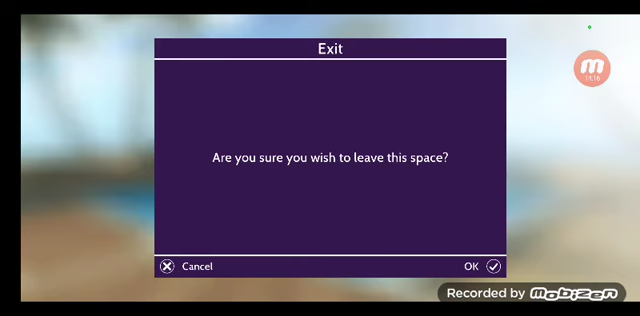 Exit
Are you sure you wish to leave this space?
Cancel
OK
Recorded by mobizen